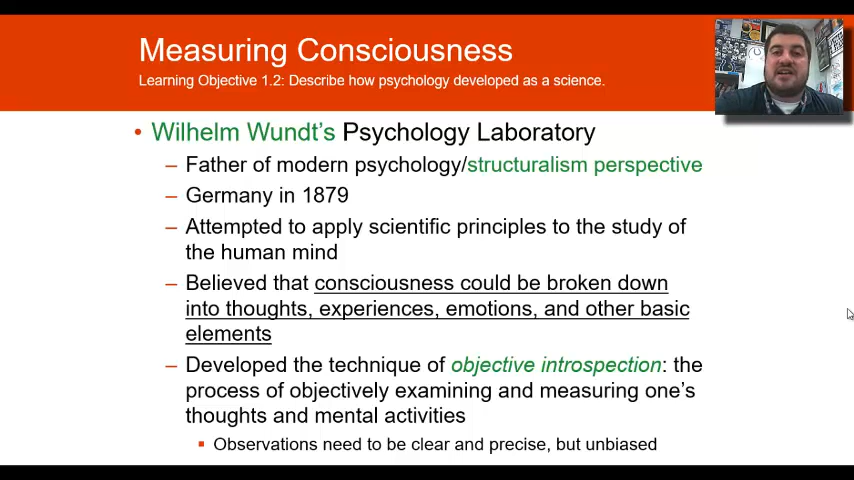 Measuring Consciousness
Learning Objective 1.2: Describe how psychology developed as a science.
• Wilhelm Wundt's Psychology Laboratory
– Father of modern psychology/structuralism perspective
– Germany in 1879
– Attempted to apply scientific principles to the study of
the human mind
– Believed that consciousness could be broken down
into thoughts, experiences, emotions, and other basic
elements
– Developed the technique of objective introspection: the
process of objectively examining and measuring one's
thoughts and mental activities
▪ Observations need to be clear and precise, but unbiased